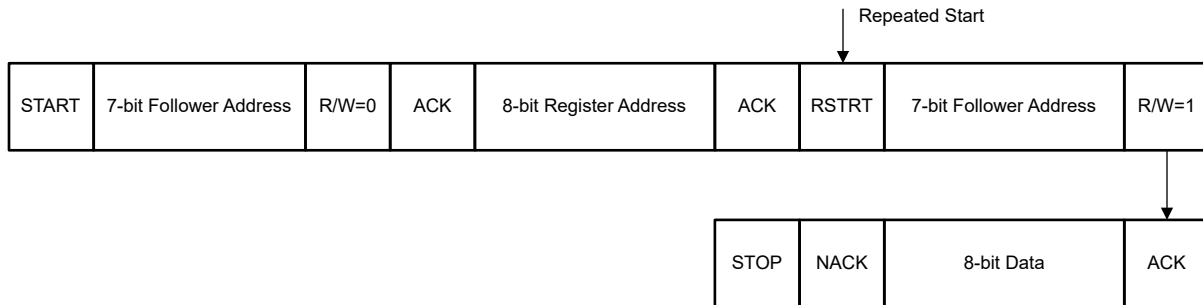 Repeated Start
START 7-bit Follower Address R/W=0 ACK 8-bit Register Address ACK RSTRT 7-bit Follower Address R/W=1
STOP NACK 8-bit Data ACK